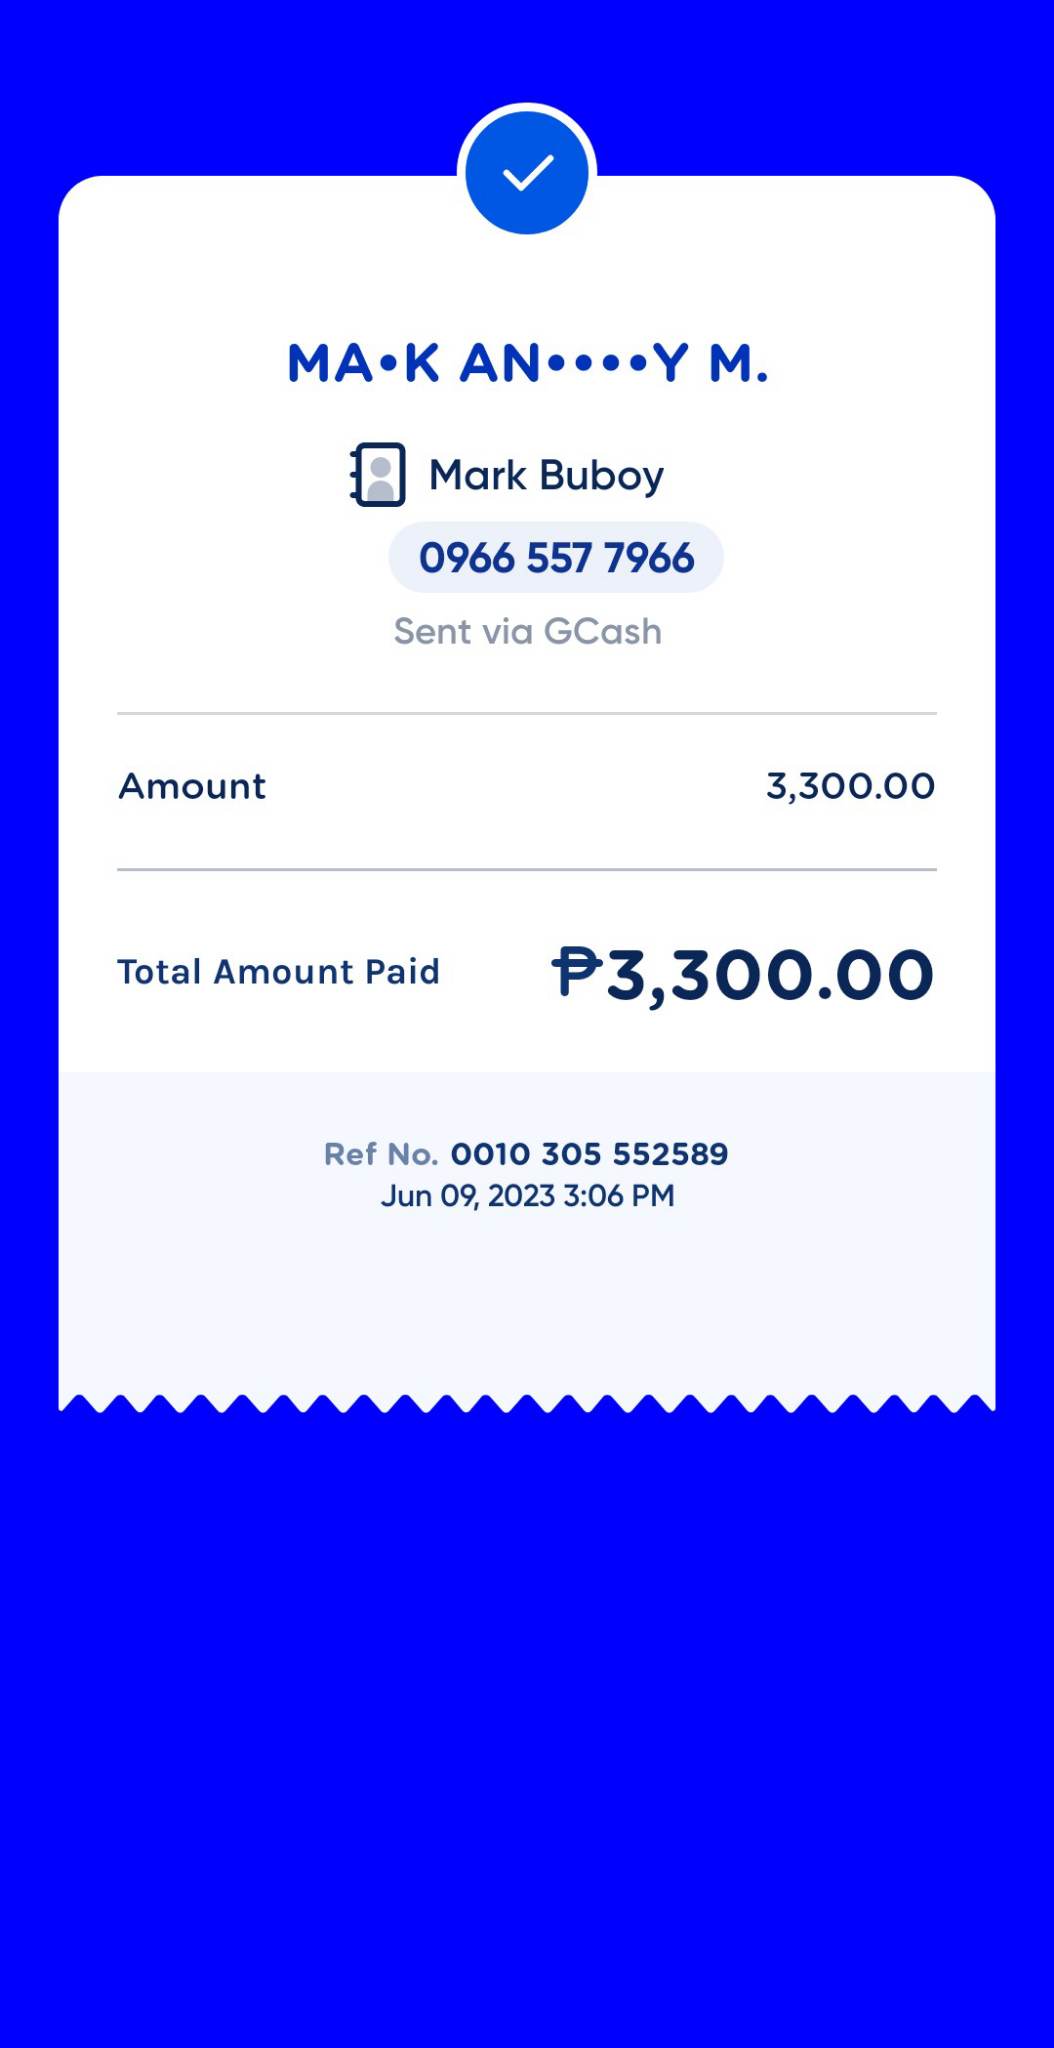 MA•K AN••••Y M.
Mark Buboy
0966 557 7966
Sent via GCash
Amount 3,300.00
Total Amount Paid ₱3,300.00
Ref No. 0010 305 552589
Jun 09, 2023 3:06 PM